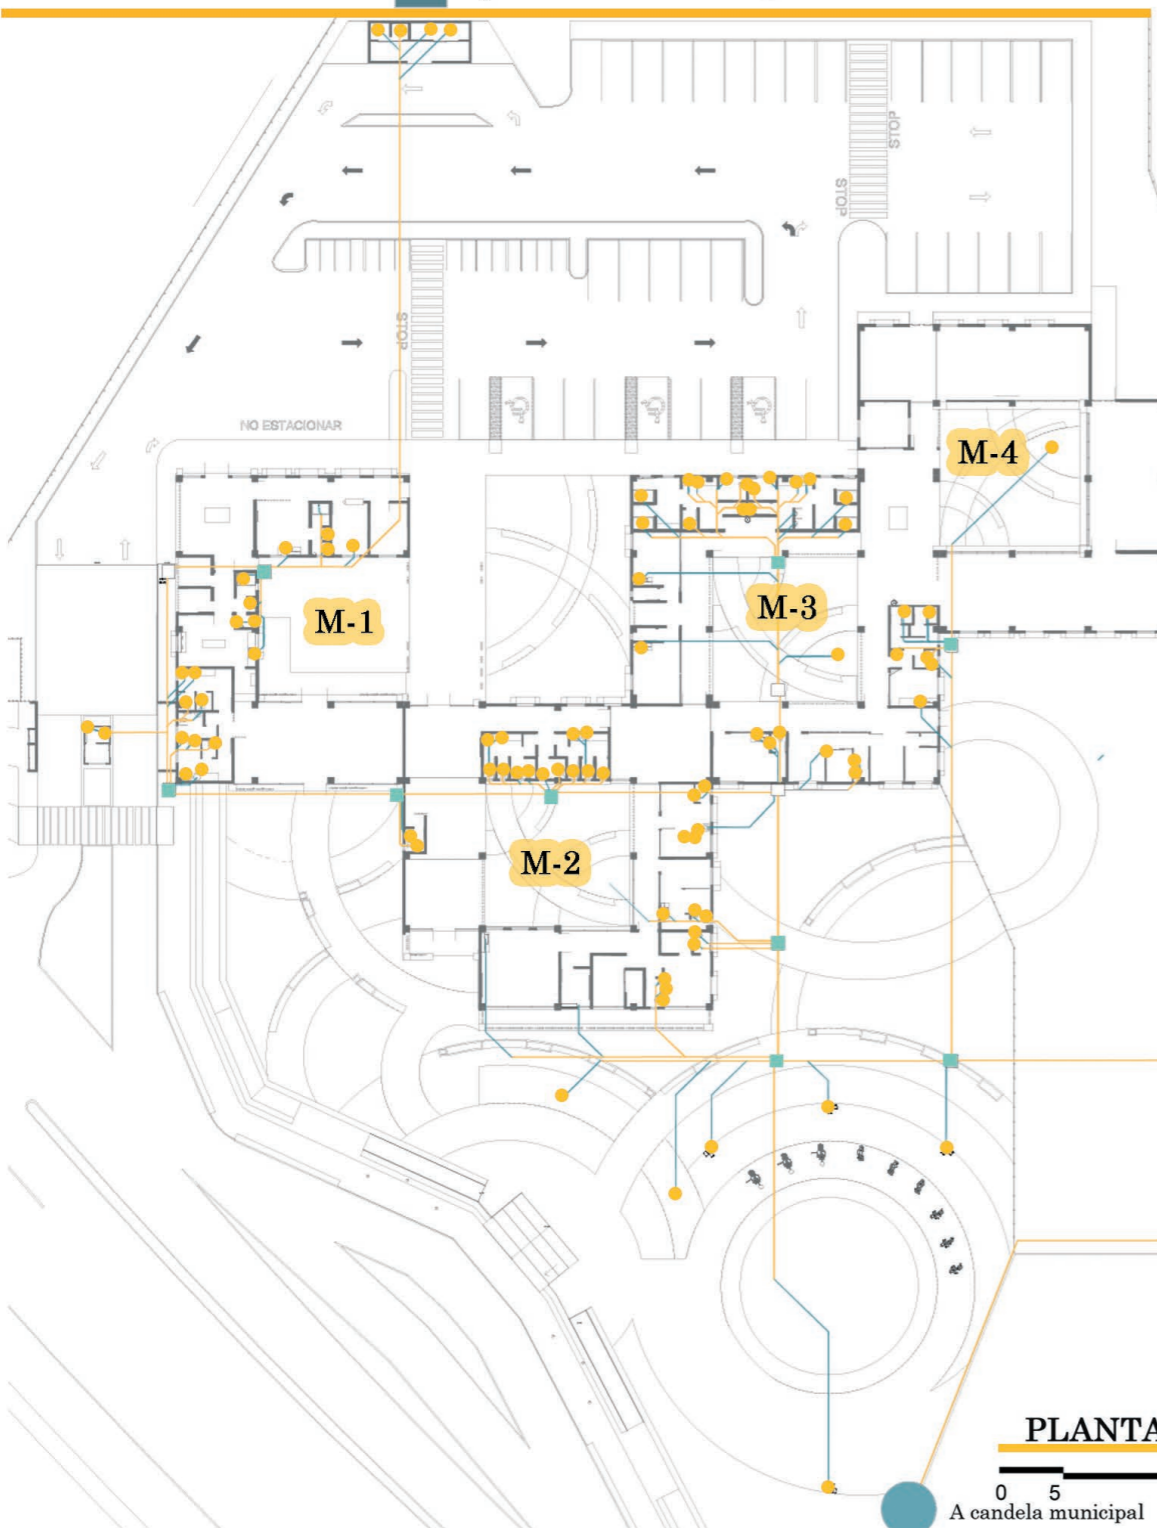 STOP
STOP
STOP
NO ESTACIONAR
M-4
M-3
M-1
M-2
PLANTA
0 5
A candela municipal